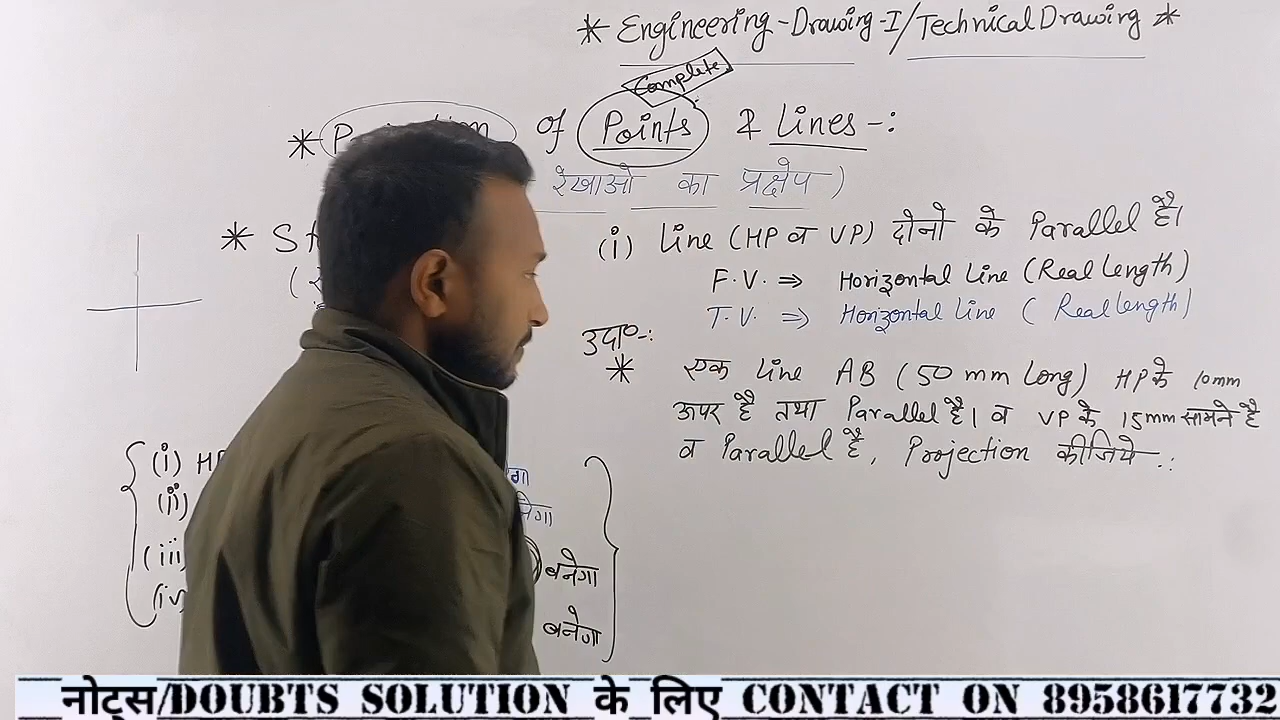 * Engineering-Drawing-I/Technical Drawing *
Complete
* of Points & Lines -:
रेखाओ का प्रक्षेप )
*
(i) Line (HP व VP) दोनो के Parallel है।
F.V. ⇒ Horizontal Line (Real Length)
T.V. ⇒ Horizontal Line ( Real length)
उदा०-:
* एक Line AB (50 mm Long) HP के 10mm
ऊपर है तथा Parallel है। व VP के 15mm सामने है
व Parallel है, Projection कीजिये -:
(i)
(ii)
(iii) बनेगा
(iv) बनेगा
नोट्स/DOUBTS SOLUTION के लिए CONTACT ON 8958617732